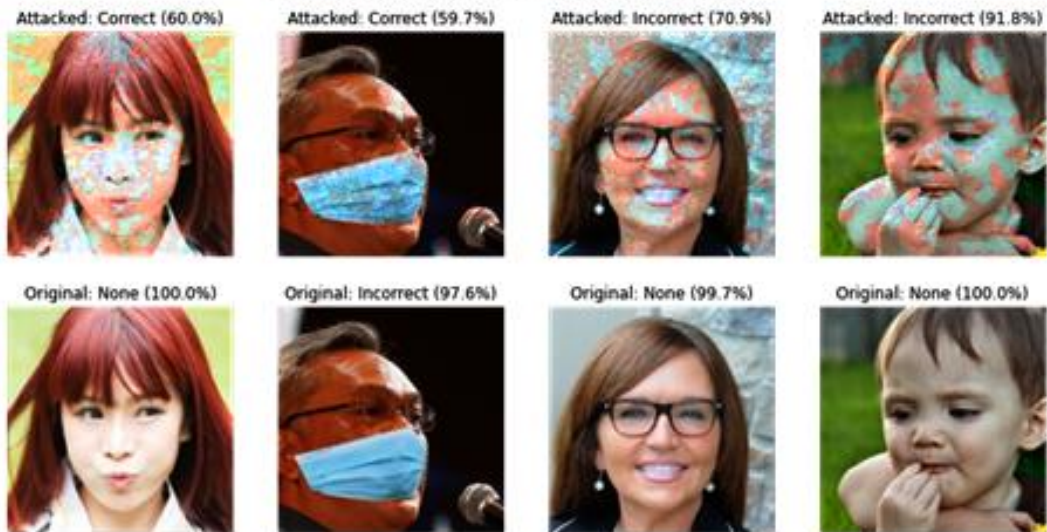 Attacked: Correct (60.0%)
Attacked: Correct (59.7%)
Attacked: Incorrect (70.9%)
Attacked: Incorrect (91.8%)
Original: None (100.0%)
Original: Incorrect (97.6%)
Original: None (99.7%)
Original: None (100.0%)